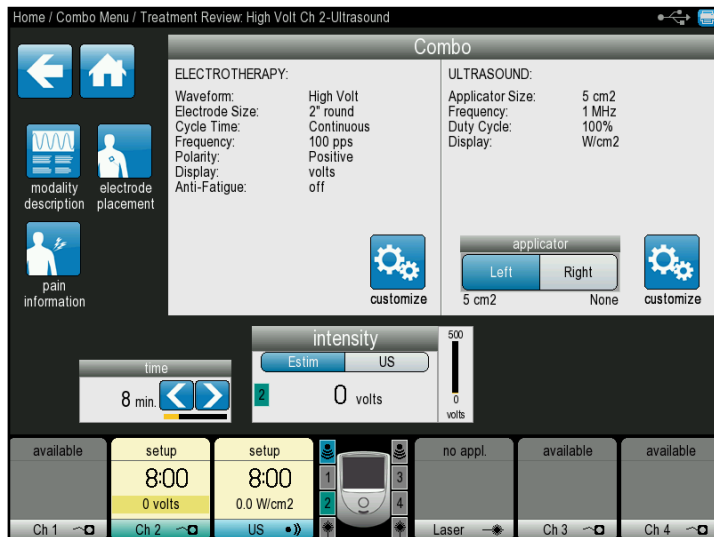 Home / Combo Menu / Treatment Review: High Volt Ch 2-Ultrasound
Combo
ELECTROTHERAPY:
Waveform: High Volt
Electrode Size: 2" round
Cycle Time: Continuous
Frequency: 100 pps
Polarity: Positive
Display: volts
Anti-Fatigue: off
customize
ULTRASOUND:
Applicator Size: 5 cm2
Frequency: 1 MHz
Duty Cycle: 100%
Display: W/cm2
applicator
Left Right
5 cm2 None
customize
modality
description
electrode
placement
pain
information
time
8 min.
intensity
Estim US
2 0 volts
500
0
volts
available
Ch 1
setup
8:00
0 volts
Ch 2
setup
8:00
0.0 W/cm2
US
1
2
3
4
no appl.
Laser
available
Ch 3
available
Ch 4